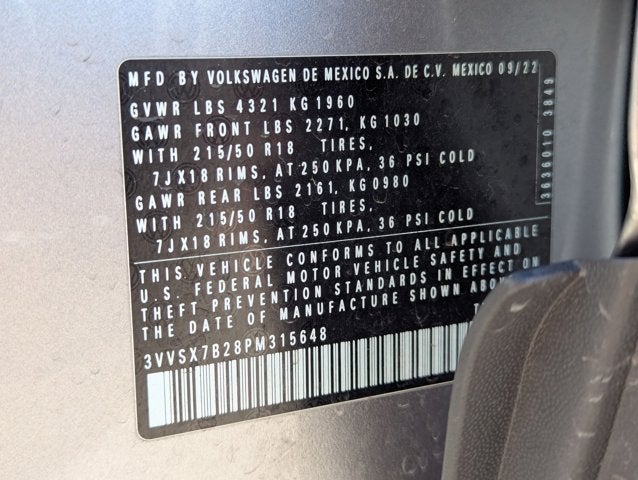 MFD BY VOLKSWAGEN DE MEXICO S.A. DE C.V. MEXICO 09/22
GVWR LBS 4321 KG 1960
GAWR FRONT LBS 2271, KG 1030
WITH 215/50 R18 TIRES,
7JX18 RIMS, AT 250 KPA, 36 PSI COLD
GAWR REAR LBS 2161, KG 0980
WITH 215/50 R18 TIRES,
7JX18 RIMS, AT 250 KPA, 36 PSI COLD
3636010 3849
THIS VEHICLE CONFORMS TO ALL APPLICABLE
U.S. FEDERAL MOTOR VEHICLE SAFETY AND
THEFT PREVENTION STANDARDS IN EFFECT ON
THE DATE OF MANUFACTURE SHOWN
3VVSX7B28PM315648